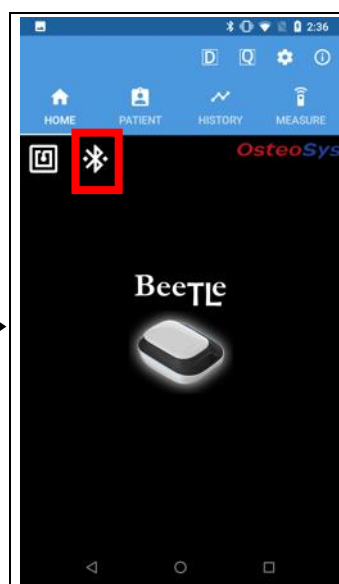 2:36
D Q
HOME PATIENT HISTORY MEASURE
OsteoSys
BeeTLe